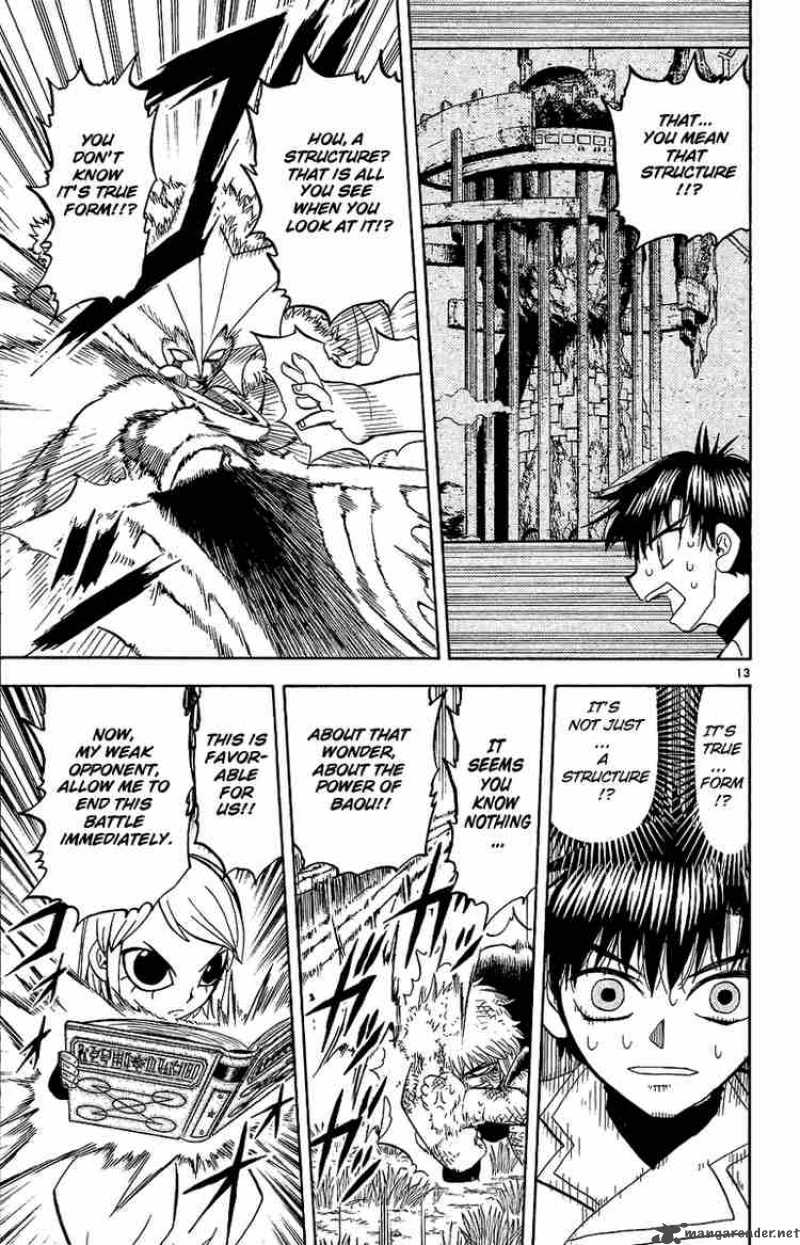 THAT...
YOU MEAN
THAT
STRUCTURE
!!?
HOU, A
STRUCTURE?
THAT IS ALL
YOU SEE
WHEN YOU
LOOK AT IT!?
YOU
DON'T
KNOW
IT'S TRUE
FORM!!?
13
IT'S
TRUE
...
FORM
!?
IT'S
NOT JUST
...
A
STRUCTURE
!?
IT
SEEMS
YOU
KNOW
NOTHING
...
ABOUT THAT
WONDER,
ABOUT THE
POWER OF
BAOU!!
THIS IS
FAVOR-
ABLE
FOR
US!!
NOW,
MY WEAK
OPPONENT,
ALLOW ME TO
END THIS
BATTLE
IMMEDIATELY.
mangareader.net